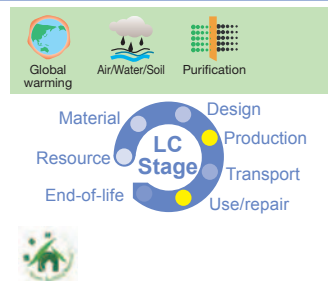 Global
warming
Air/Water/Soil
Purification
Material
Design
Production
LC
Stage
Resource
Transport
End-of-life
Use/repair